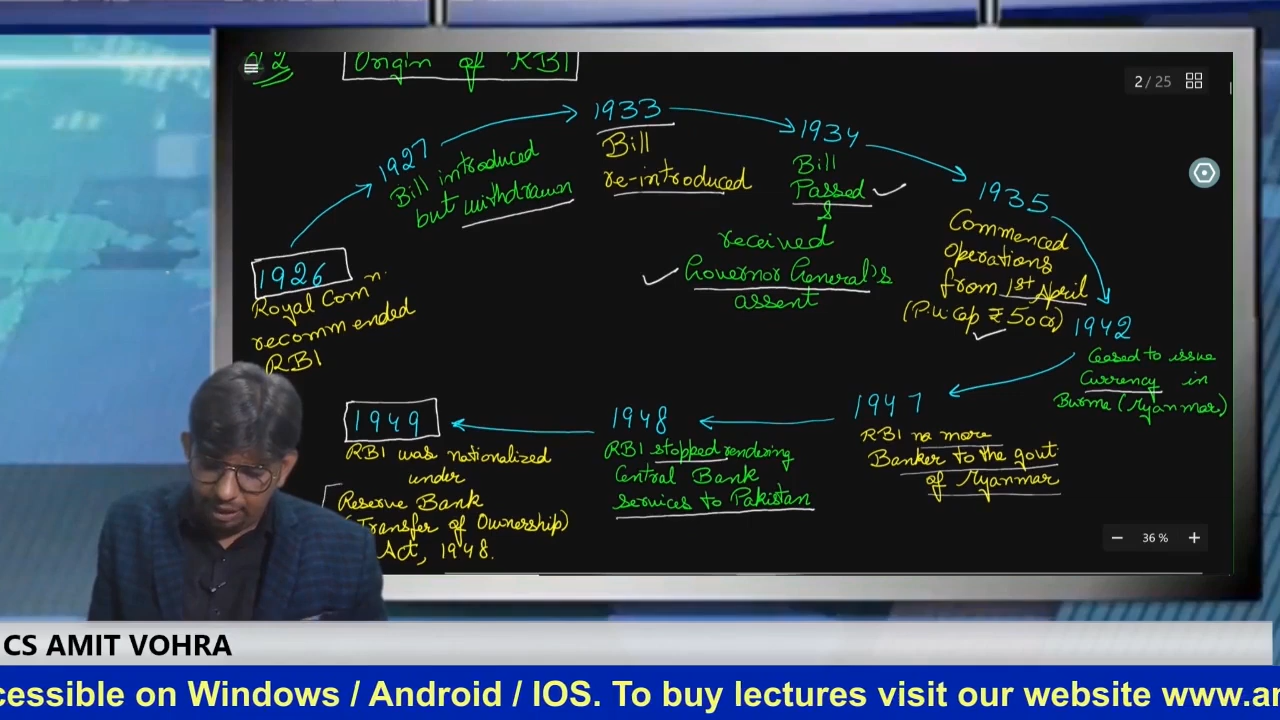 Origin of RBI
2 / 25
1926
Royal Comⁿ.
recommended
RBI
1927
Bill introduced
but withdrawn
1933
Bill
re-introduced
1934
Bill
Passed
&
received
Governor General's
assent
1935
Commenced
Operations
from 1st April
(P.u. Cap ₹ 5 cr)
1942
Ceased to issue
Currency in
Burma (Myanmar)
1947
RBI no more
Banker to the govt.
of Myanmar
1948
RBI stopped rendering
Central Bank
services to Pakistan
1949
RBI was nationalized
under
Reserve Bank
(Transfer of Ownership)
Act, 1948.
36 %
CS AMIT VOHRA
cessible on Windows / Android / IOS. To buy lectures visit our website www.a